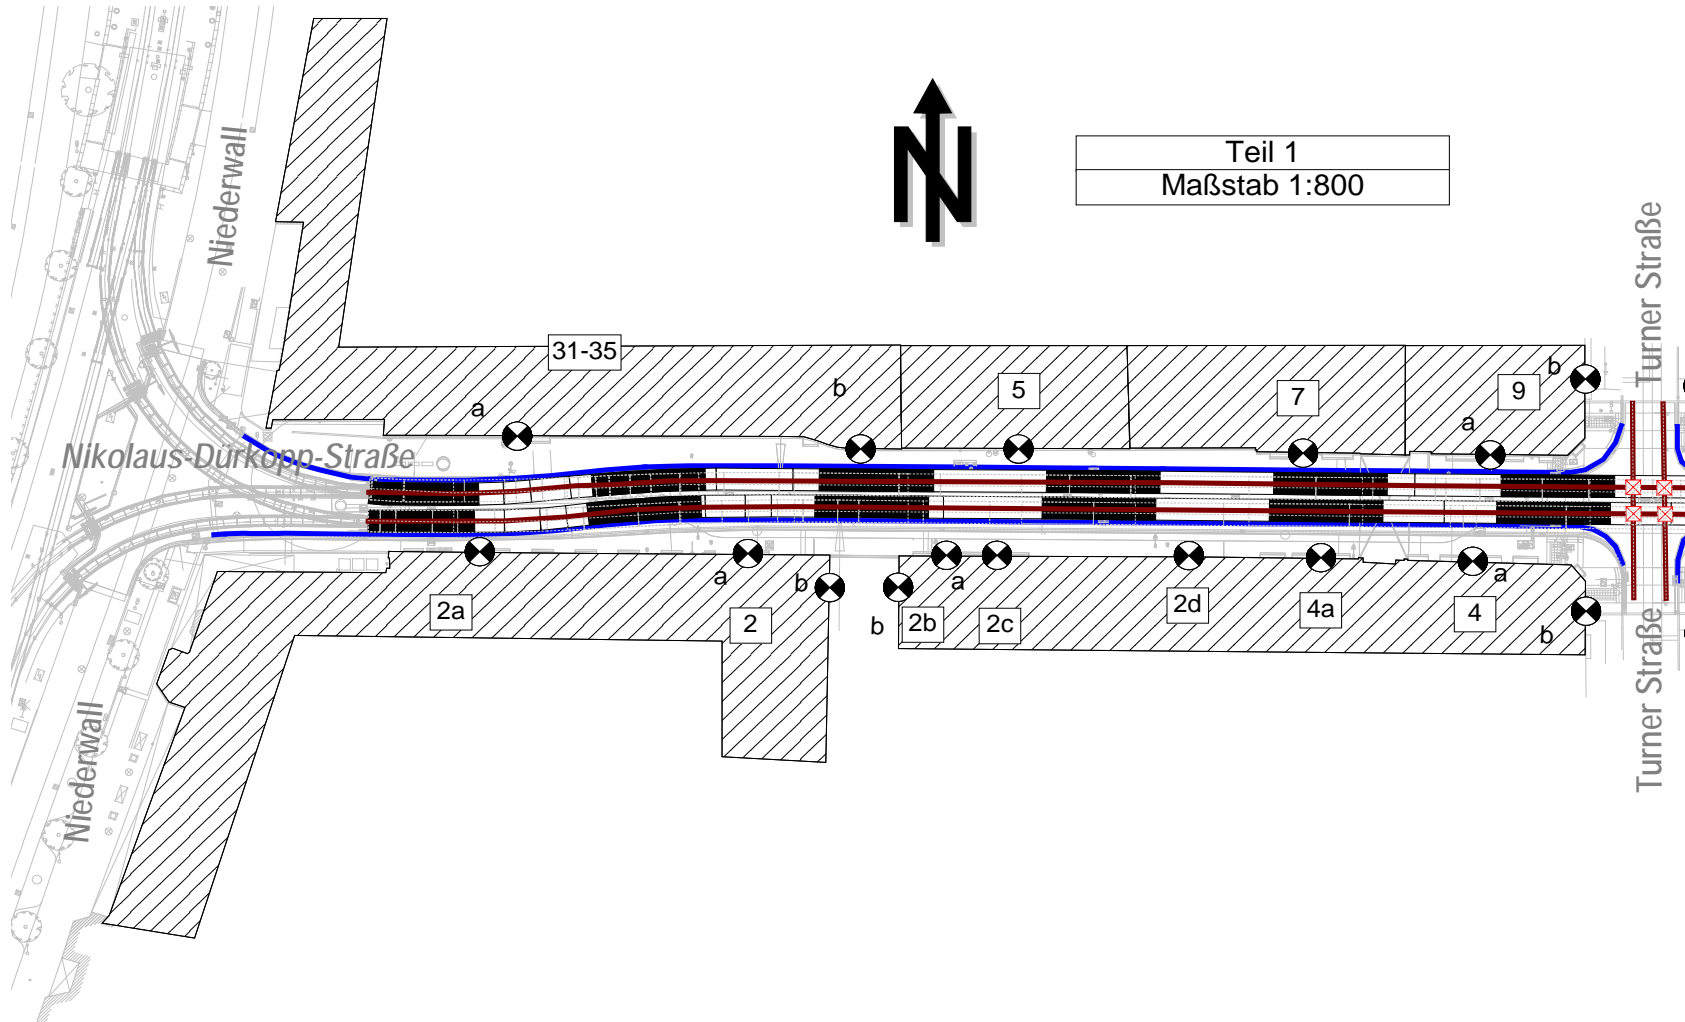 N
Teil 1
Maßstab 1:800
Niederwall
Turner Straße
31-35
b
5
7
9
b
a
a
Nikolaus-Dürkopp-Straße
2a
a
2
b
b
2b
a
2c
2d
4a
4
a
b
Niederwall
Turner Straße